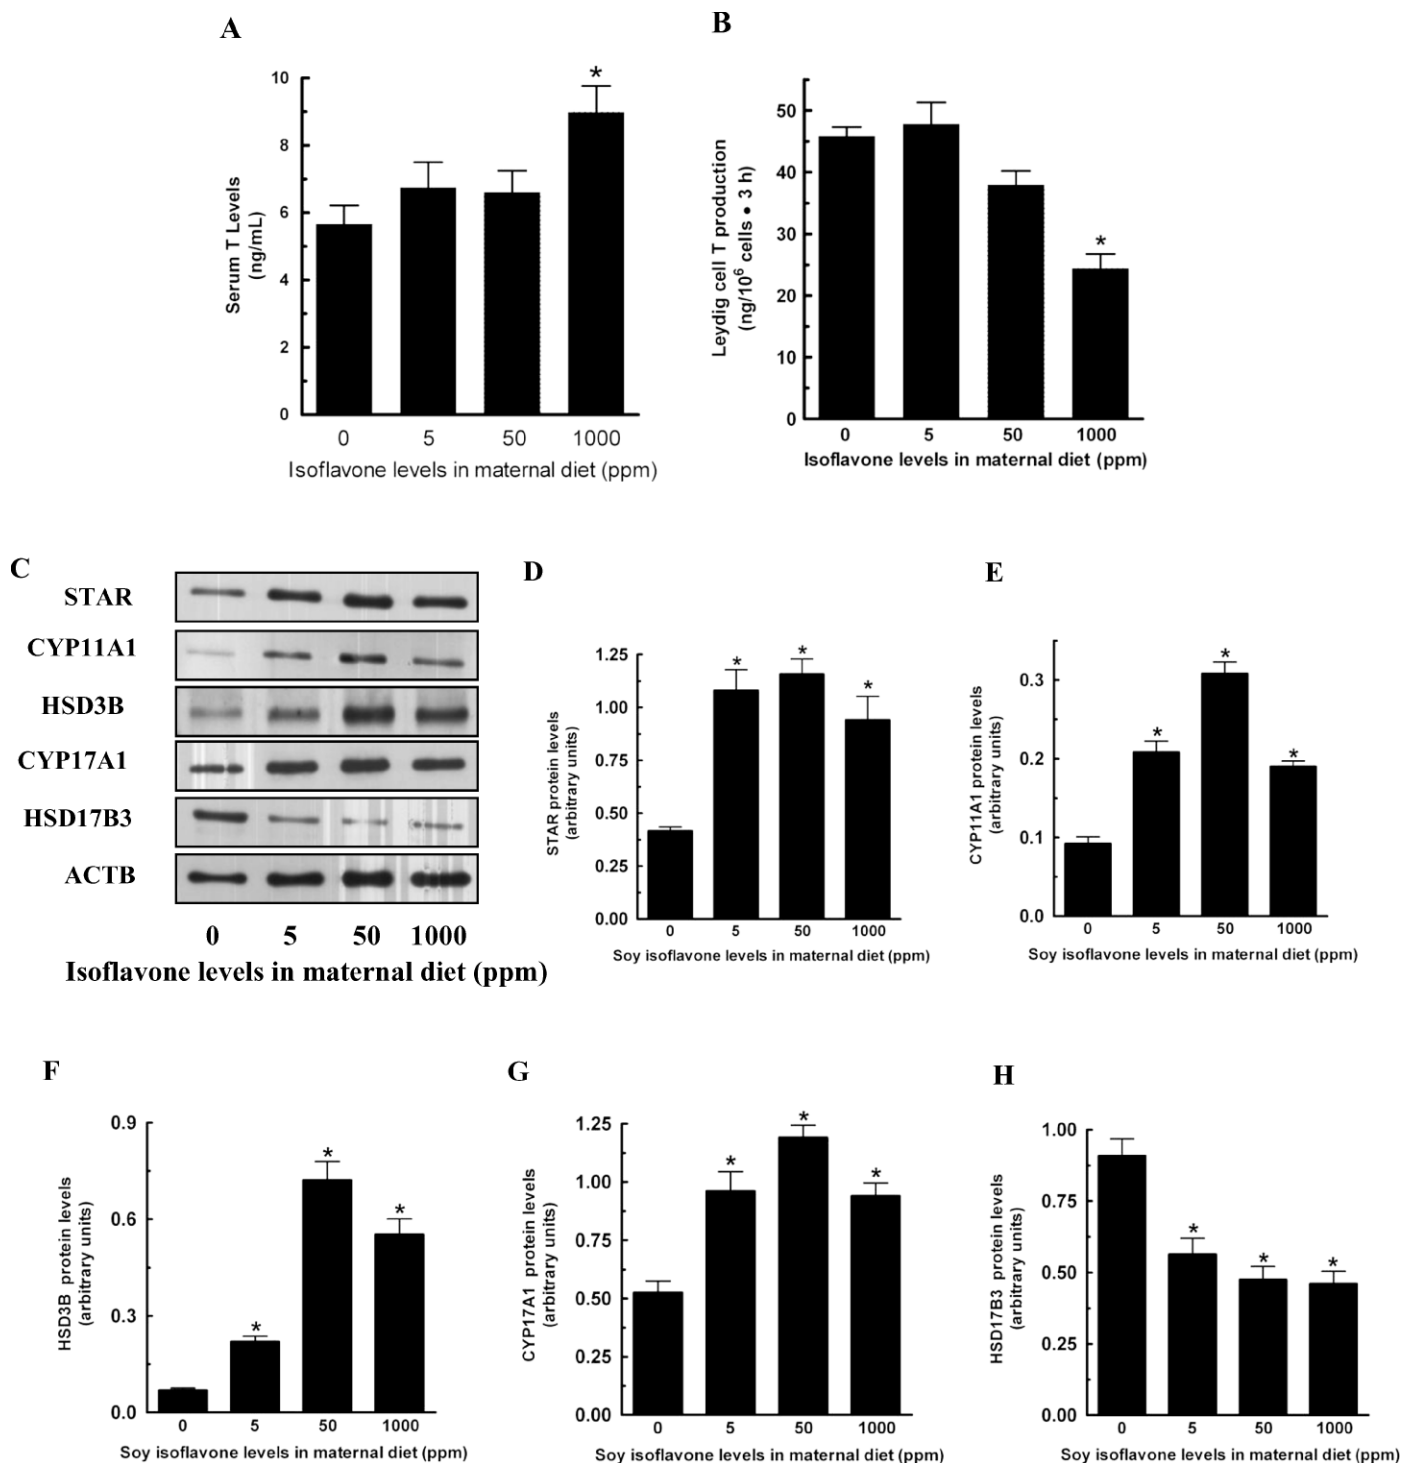 A
Serum T Levels
(ng/mL)
*
10
8
6
4
2
0
0 5 50 1000
Isoflavone levels in maternal diet (ppm)
B
Leydig cell T production
(ng/10⁶ cells • 3 h)
50
40
30
20
10
0
*
0 5 50 1000
Isoflavone levels in maternal diet (ppm)
C
STAR
CYP11A1
HSD3B
CYP17A1
HSD17B3
ACTB
0 5 50 1000
Isoflavone levels in maternal diet (ppm)
D
STAR protein levels
(arbitrary units)
1.25
1.00
0.75
0.50
0.25
0.00
* * *
0 5 50 1000
Soy isoflavone levels in maternal diet (ppm)
E
CYP11A1 protein levels
(arbitrary units)
0.3
0.2
0.1
0.0
* * *
0 5 50 1000
Soy isoflavone levels in maternal diet (ppm)
F
HSD3B protein levels
(arbitrary units)
0.9
0.6
0.3
0.0
* * *
0 5 50 1000
Soy isoflavone levels in maternal diet (ppm)
G
CYP17A1 protein levels
(arbitrary units)
1.25
1.00
0.75
0.50
0.25
0.00
* * *
0 5 50 1000
Soy isoflavone levels in maternal diet (ppm)
H
HSD17B3 protein levels
(arbitrary units)
1.00
0.75
0.50
0.25
0.00
* * *
0 5 50 1000
Soy isoflavone levels in maternal diet (ppm)